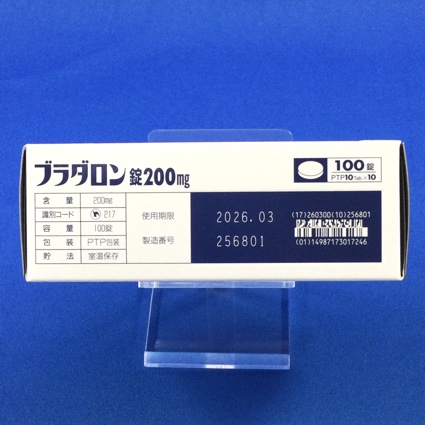 ブラダロン錠200mg
100錠
PTP10Tab.×10
含量 200mg
識別コード 217
容量 100錠
包装 PTP包装
貯法 室温保存
使用期限 2026.03
製造番号 256801
(17)260300(10)256801
(01)14987173017246